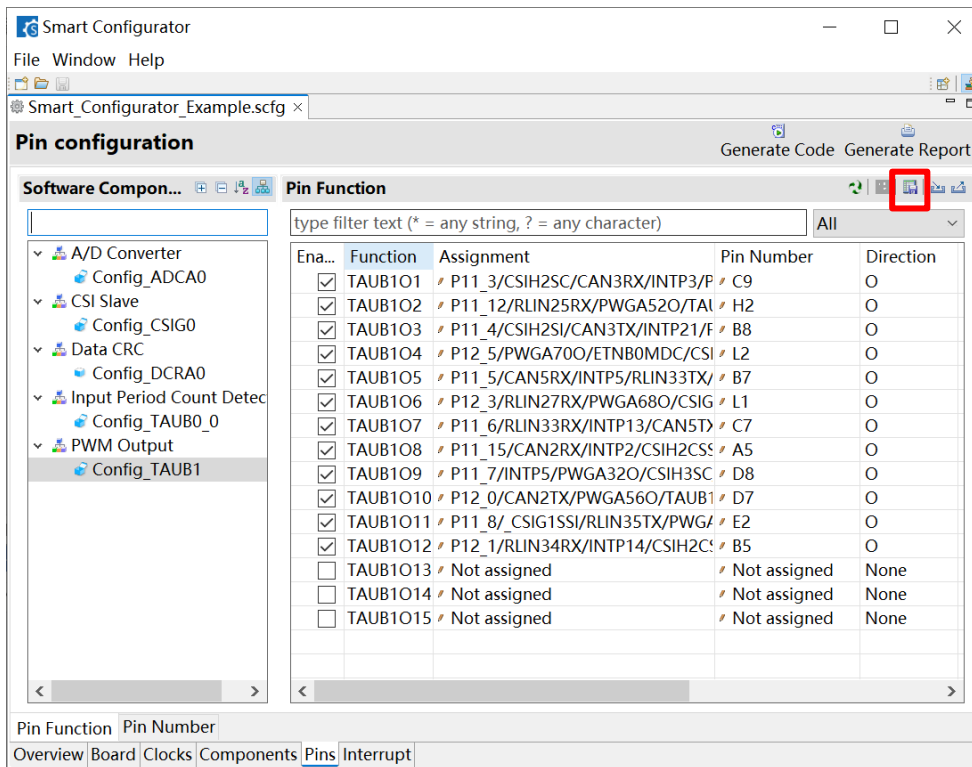 Smart Configurator
File Window Help
Smart_Configurator_Example.scfg
Pin configuration
Generate Code Generate Report
Software Compon...
Pin Function
type filter text (* = any string, ? = any character)
All
A/D Converter
Config_ADCA0
CSI Slave
Config_CSIG0
Data CRC
Config_DCRA0
Input Period Count Detec
Config_TAUB0_0
PWM Output
Config_TAUB1
Ena... Function Assignment Pin Number Direction
TAUB1O1 P11_3/CSIH2SC/CAN3RX/INTP3/P C9 O
TAUB1O2 P11_12/RLIN25RX/PWGA52O/TAU H2 O
TAUB1O3 P11_4/CSIH2SI/CAN3TX/INTP21/F B8 O
TAUB1O4 P12_5/PWGA70O/ETNB0MDC/CSI L2 O
TAUB1O5 P11_5/CAN5RX/INTP5/RLIN33TX/ B7 O
TAUB1O6 P12_3/RLIN27RX/PWGA68O/CSIG L1 O
TAUB1O7 P11_6/RLIN33RX/INTP13/CAN5TX C7 O
TAUB1O8 P11_15/CAN2RX/INTP2/CSIH2CSS A5 O
TAUB1O9 P11_7/INTP5/PWGA32O/CSIH3SC D8 O
TAUB1O10 P12_0/CAN2TX/PWGA56O/TAUB1 D7 O
TAUB1O11 P11_8/_CSIG1SSI/RLIN35TX/PWGA E2 O
TAUB1O12 P12_1/RLIN34RX/INTP14/CSIH2CS B5 O
TAUB1O13 Not assigned Not assigned None
TAUB1O14 Not assigned Not assigned None
TAUB1O15 Not assigned Not assigned None
Pin Function Pin Number
Overview Board Clocks Components Pins Interrupt